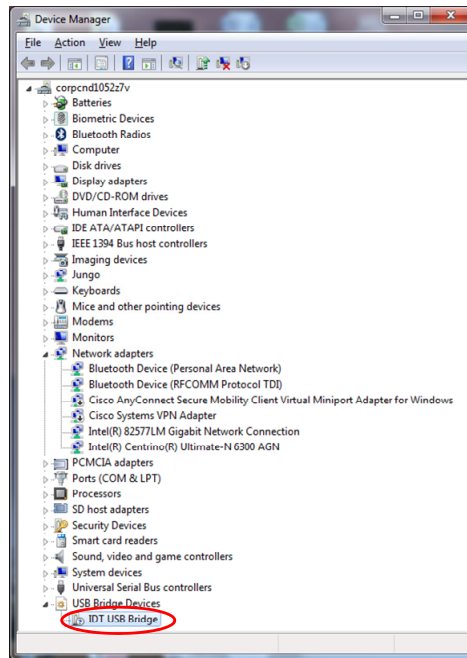 Device Manager
File Action View Help
corpcnd1052z7v
Batteries
Biometric Devices
Bluetooth Radios
Computer
Disk drives
Display adapters
DVD/CD-ROM drives
Human Interface Devices
IDE ATA/ATAPI controllers
IEEE 1394 Bus host controllers
Imaging devices
Jungo
Keyboards
Mice and other pointing devices
Modems
Monitors
Network adapters
Bluetooth Device (Personal Area Network)
Bluetooth Device (RFCOMM Protocol TDI)
Cisco AnyConnect Secure Mobility Client Virtual Miniport Adapter for Windows
Cisco Systems VPN Adapter
Intel(R) 82577LM Gigabit Network Connection
Intel(R) Centrino(R) Ultimate-N 6300 AGN
PCMCIA adapters
Ports (COM & LPT)
Processors
SD host adapters
Security Devices
Smart card readers
Sound, video and game controllers
System devices
Universal Serial Bus controllers
USB Bridge Devices
IDT USB Bridge